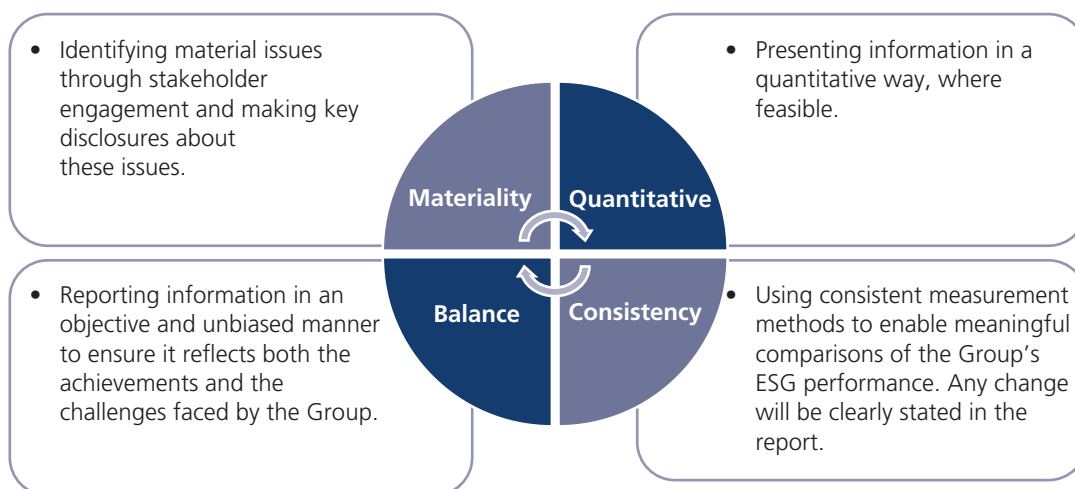 • Identifying material issues
through stakeholder
engagement and making key
disclosures about
these issues.
• Presenting information in a
quantitative way, where
feasible.
Materiality
Quantitative
Balance
Consistency
• Reporting information in an
objective and unbiased manner
to ensure it reflects both the
achievements and the
challenges faced by the Group.
• Using consistent measurement
methods to enable meaningful
comparisons of the Group’s
ESG performance. Any change
will be clearly stated in the
report.